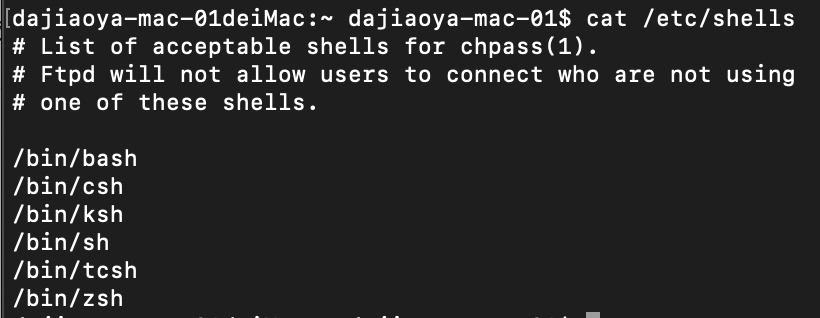 [dajiaoya-mac-01deiMac:~ dajiaoya-mac-01$ cat /etc/shells
# List of acceptable shells for chpass(1).
# Ftpd will not allow users to connect who are not using
# one of these shells.
/bin/bash
/bin/csh
/bin/ksh
/bin/sh
/bin/tcsh
/bin/zsh